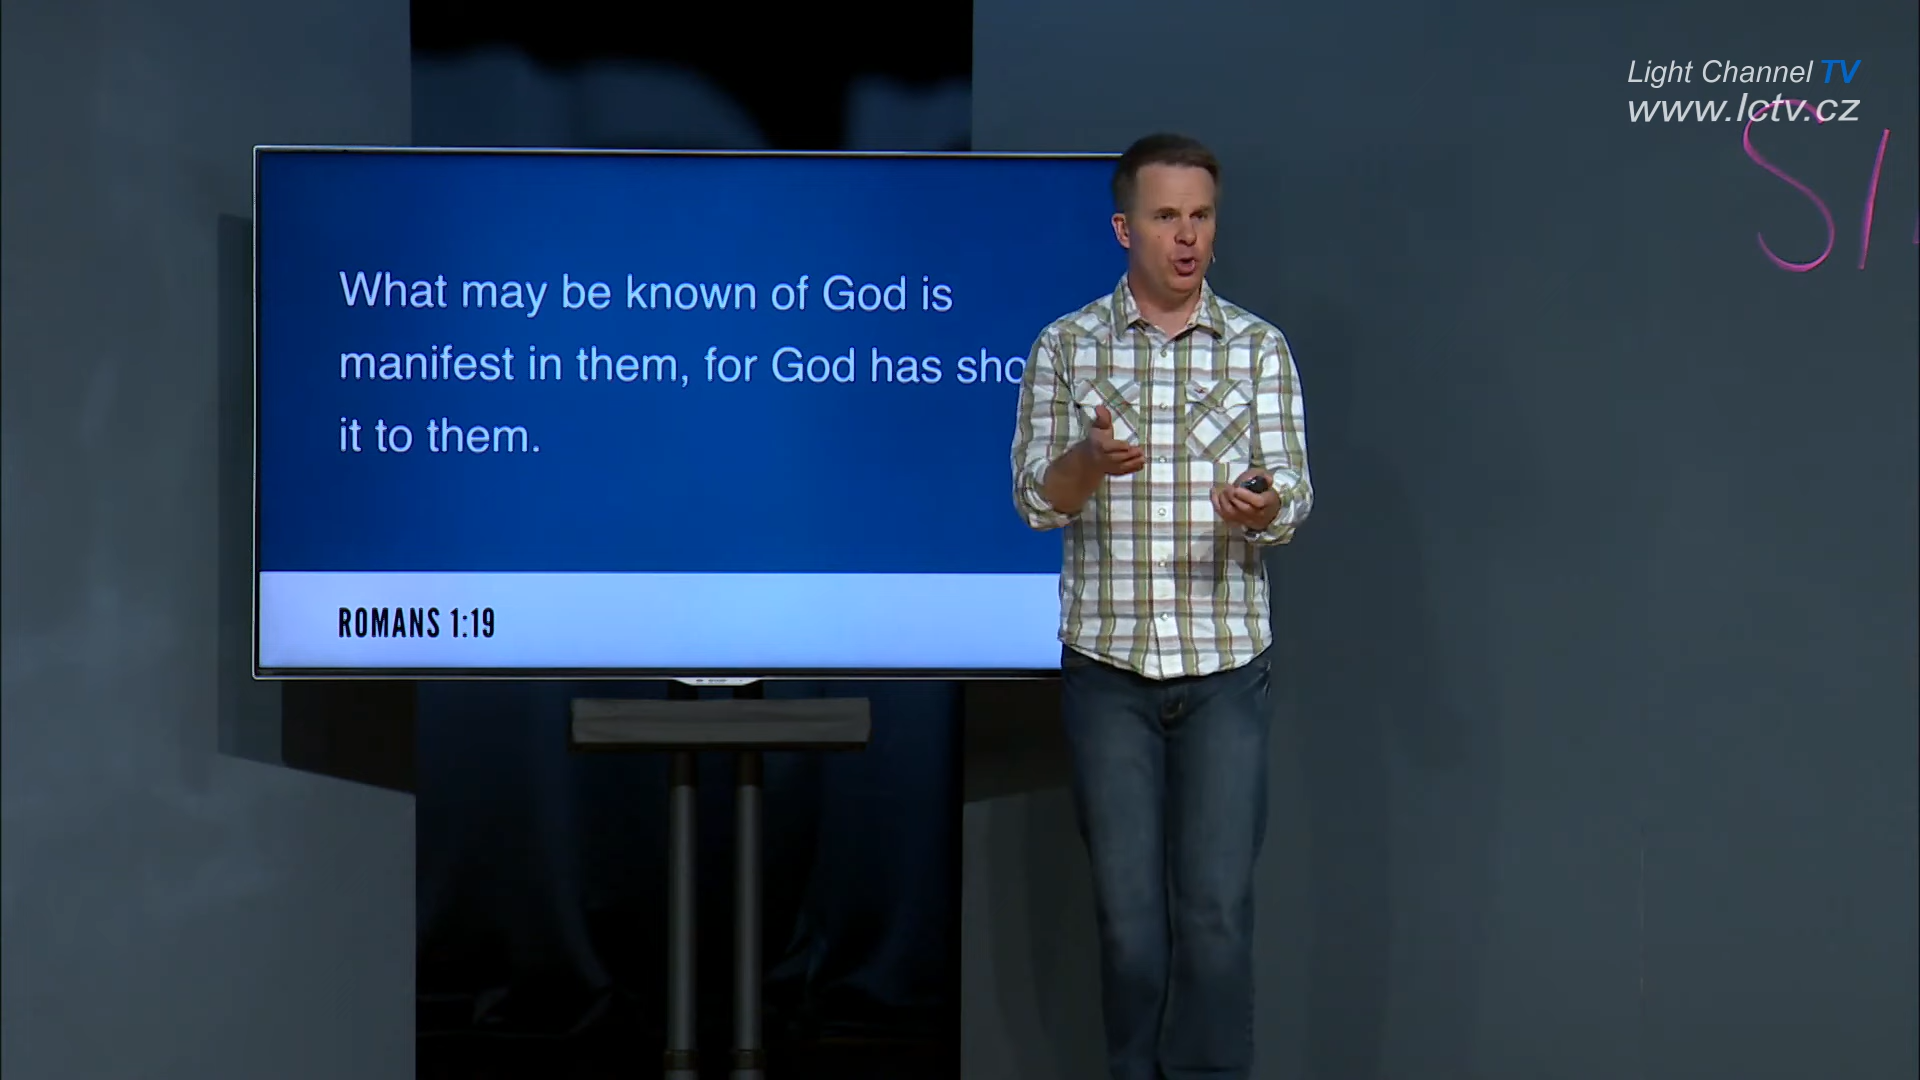 Light Channel TV
www.lctv.cz
What may be known of God is
manifest in them, for God has
it to them.
ROMANS 1:19